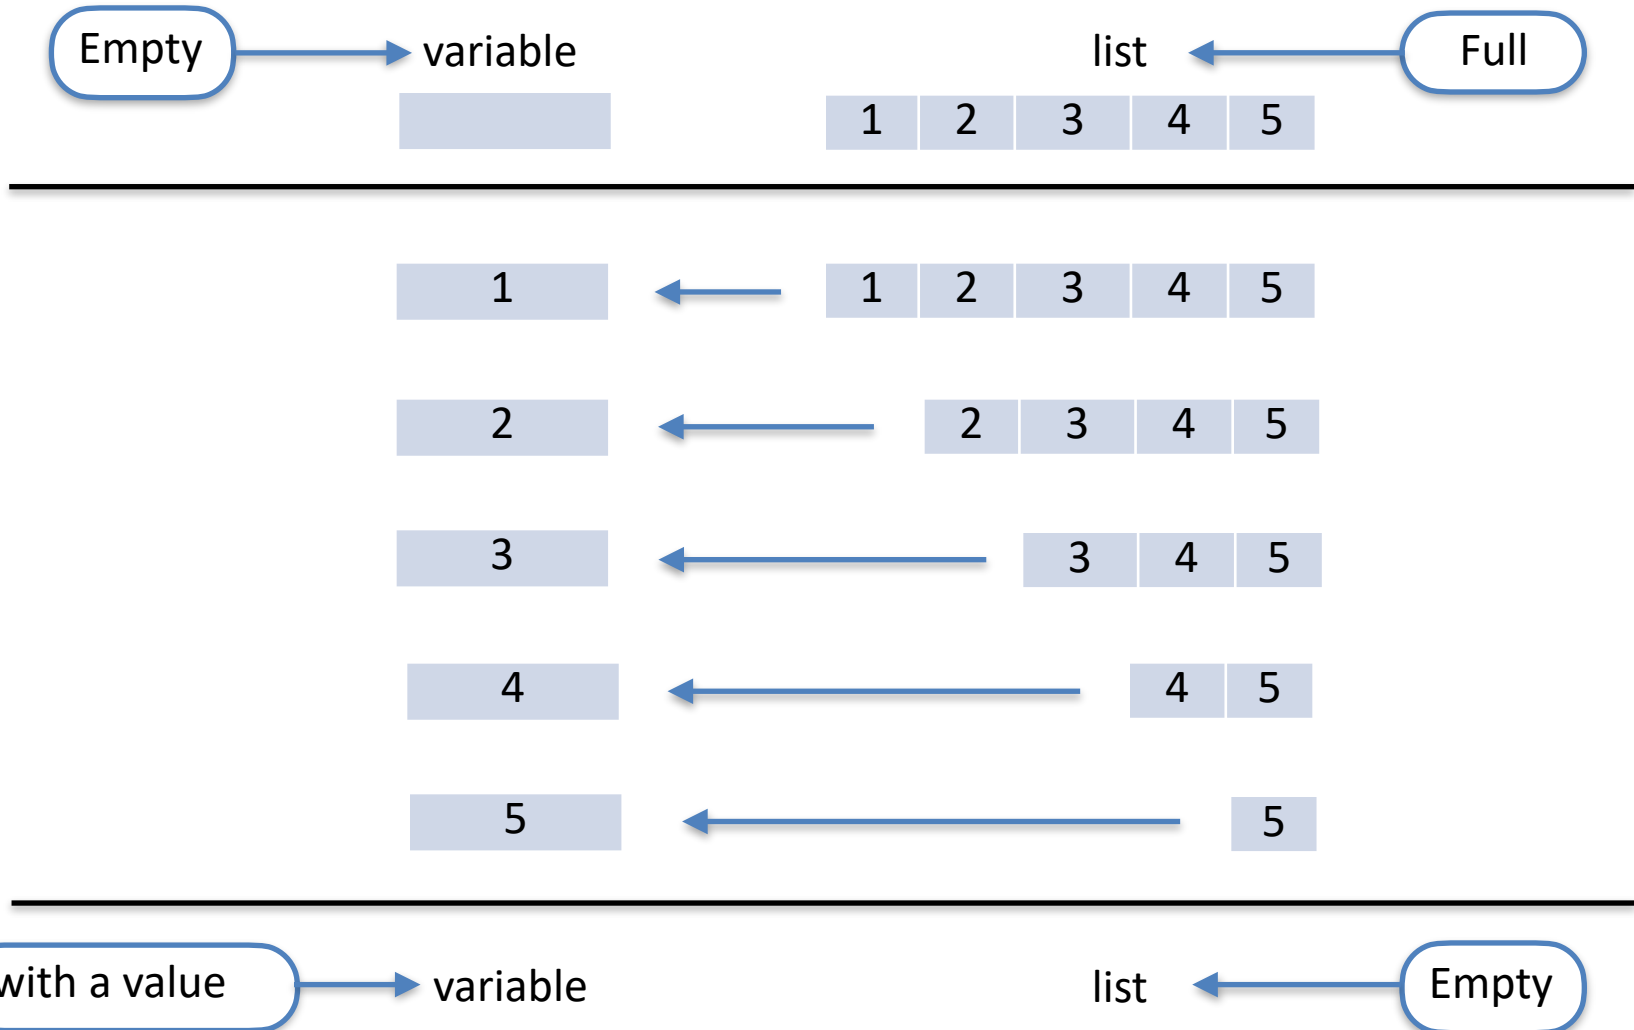 Empty variable list Full
1 2 3 4 5
1 1 2 3 4 5
2 2 3 4 5
3 3 4 5
4 4 5
5 5
with a value variable list Empty